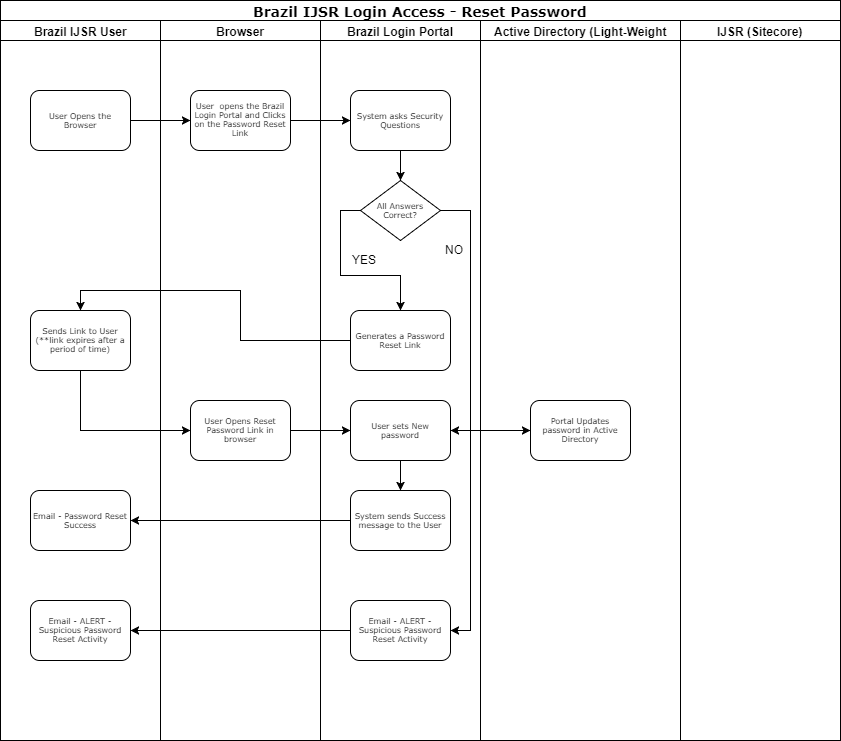 Brazil IJSR Login Access - Reset Password
Brazil IJSR User
Browser
Brazil Login Portal
Active Directory (Light-Weight
IJSR (Sitecore)
User Opens the
Browser
User opens the Brazil
Login Portal and Clicks
on the Password Reset
Link
System asks Security
Questions
All Answers
Correct?
YES
NO
Sends Link to User
(**link expires after a
period of time)
Generates a Password
Reset Link
User Opens Reset
Password Link in
browser
User sets New
password
Portal Updates
password in Active
Directory
Email - Password Reset
Success
System sends Success
message to the User
Email - ALERT -
Suspicious Password
Reset Activity
Email - ALERT -
Suspicious Password
Reset Activity